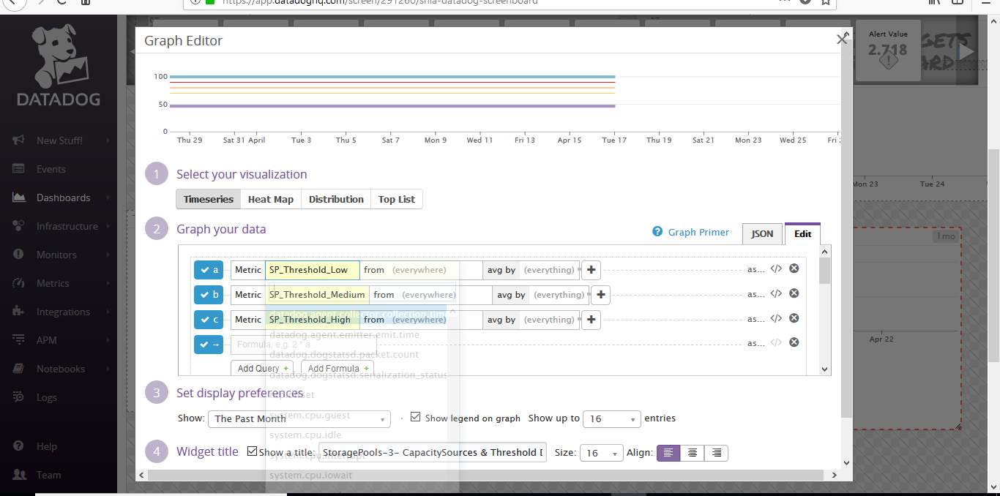 https://app.datadoghq.com/screen/291260/shla-datadog-screenboard
DATADOG
New Stuff!
Events
Dashboards
Infrastructure
Monitors
Metrics
Integrations
APM
Notebooks
Logs
Help
Team
Graph Editor
Alert Value
2.718
100
50
0
Thu 29 Sat 31 April Tue 3 Thu 5 Sat 7 Mon 9 Wed 11 Fri 13 Apr 15 Tue 17 Thu 19 Sat 21 Mon 23 Wed 25 Fri
Mon 23 Tue 24
1 Select your visualization
Timeseries Heat Map Distribution Top List
2 Graph your data
? Graph Primer JSON Edit
1mo
a Metric SP_Threshold_Low from (everywhere) avg by (everything) + as... </>
b Metric SP_Threshold_Medium from (everywhere) avg by (everything) + as... </>
datadog.agent.collector.collection.time
c Metric SP_Threshold_High from (everywhere) avg by (everything) + as... </>
datadog.agent.emitter.emit.time
Apr 22
→ Formula, e.g. 2 * a as... </>
datadog.dogstatsd.packet.count
Add Query + Add Formula +
datadog.dogstatsd.serialization_status
3 Set display preferences
system.cpu.guest
Show: The Past Month Show legend on graph Show up to 16 entries
system.cpu.idle
4 Widget title Show a title: StoragePools-3- CapacitySources & Threshold Size: 16 Align:
system.cpu.interrupt
system.cpu.iowait